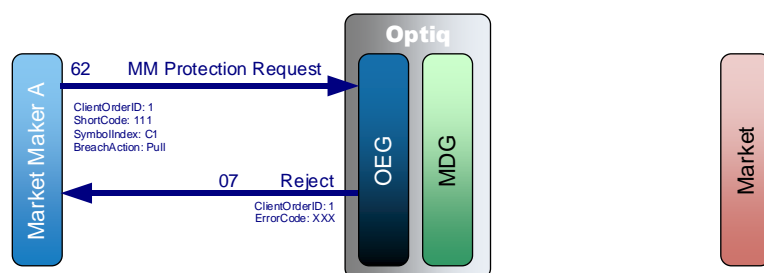 Optiq
62 MM Protection Request
ClientOrderID: 1
ShortCode: 111
SymbolIndex: C1
BreachAction: Pull
07 Reject
ClientOrderID: 1
ErrorCode: XXX
Market Maker A
OEG
MDG
Market